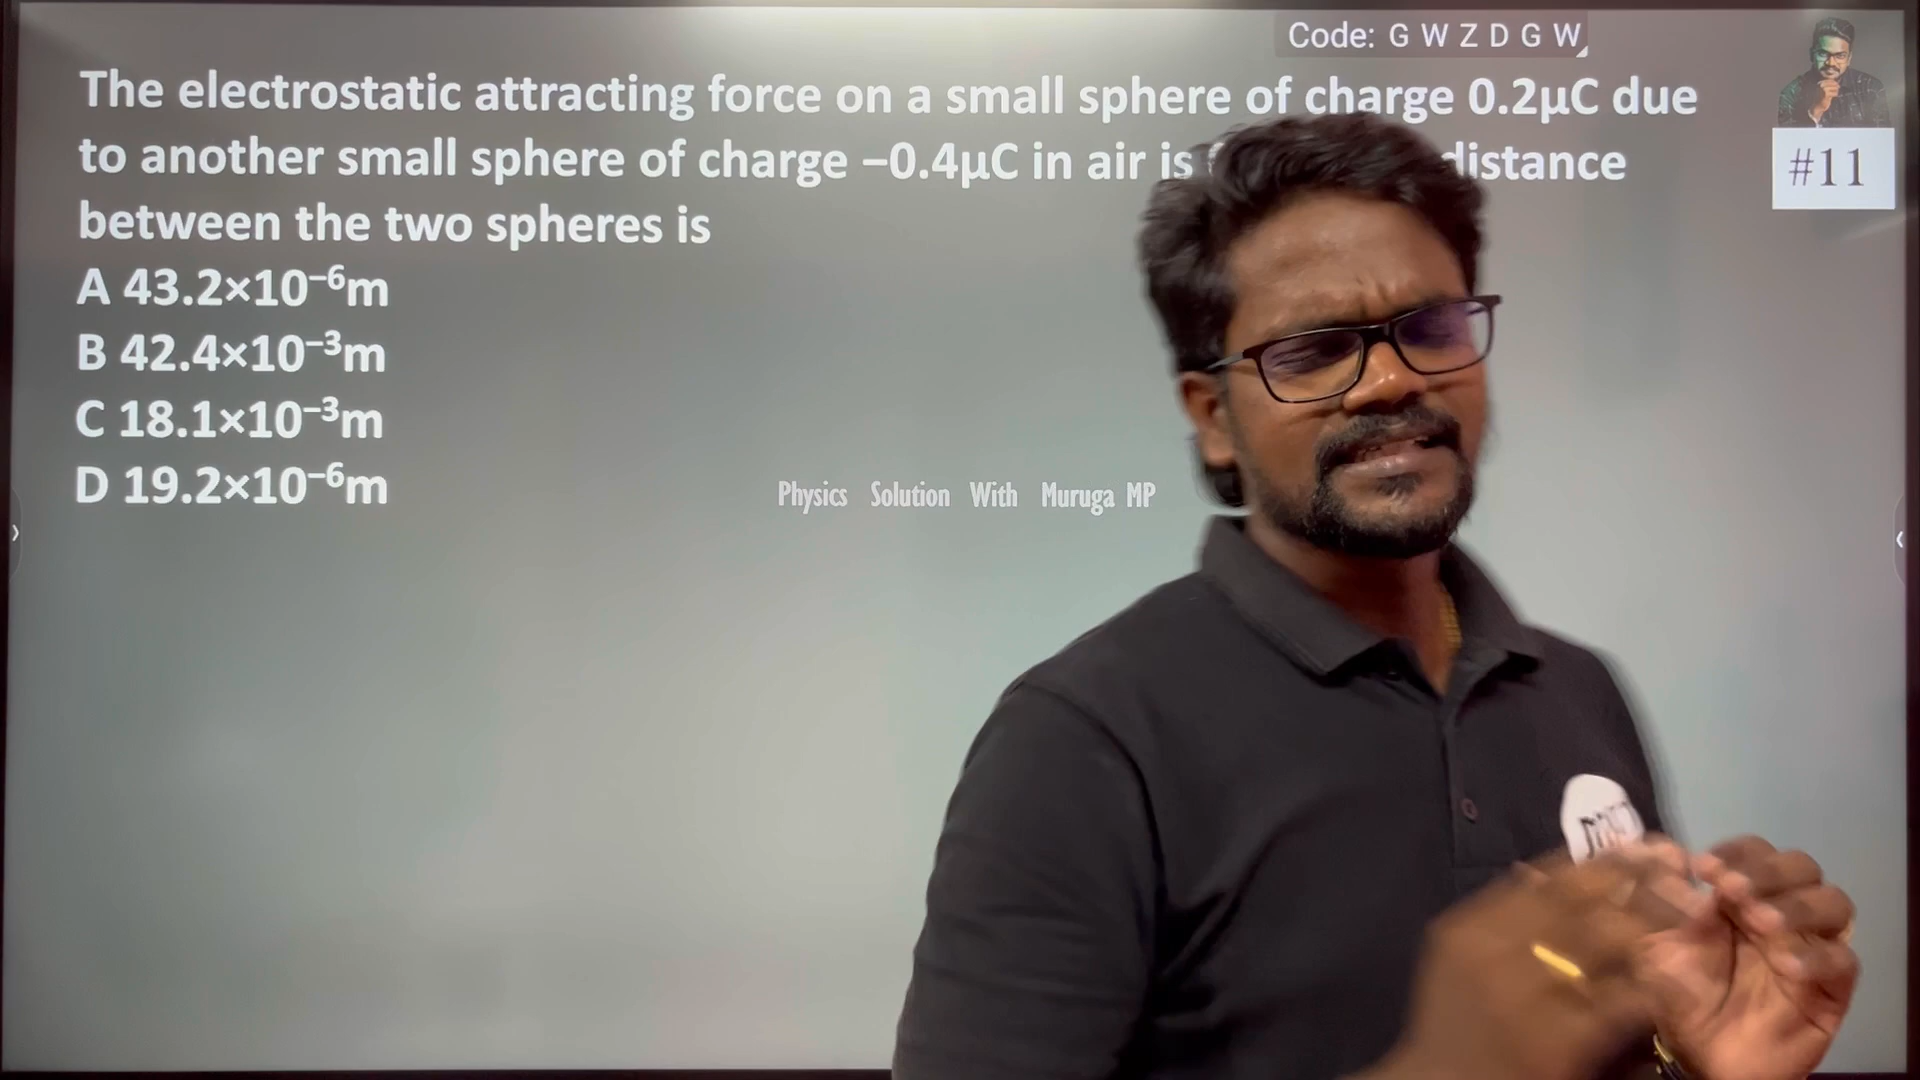 Code: G W Z D G W
The electrostatic attracting force on a small sphere of charge 0.2µC due
to another small sphere of charge −0.4µC in air is distance
between the two spheres is
A 43.2×10⁻⁶m
B 42.4×10⁻³m
C 18.1×10⁻³m
D 19.2×10⁻⁶m
#11
Physics Solution With Muruga MP